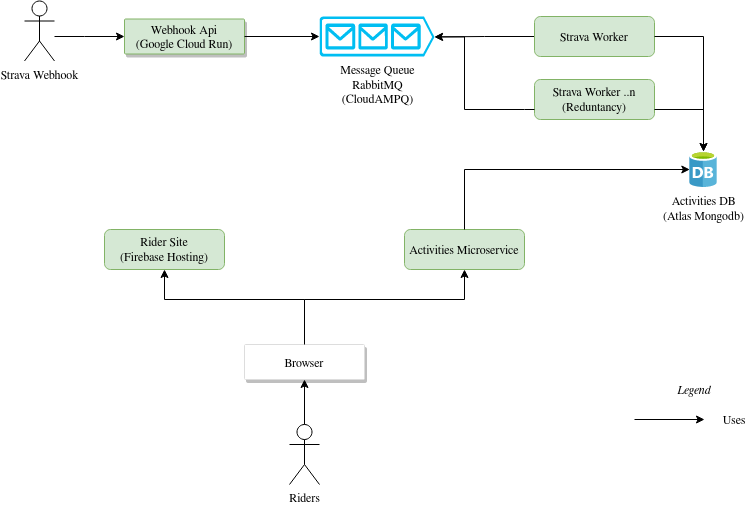 Strava Webhook
Webhook Api
(Google Cloud Run)
Message Queue
RabbitMQ
(CloudAMPQ)
Strava Worker
Strava Worker ..n
(Reduntancy)
DB
Activities DB
(Atlas Mongodb)
Rider Site
(Firebase Hosting)
Activities Microservice
Browser
Riders
Legend
Uses